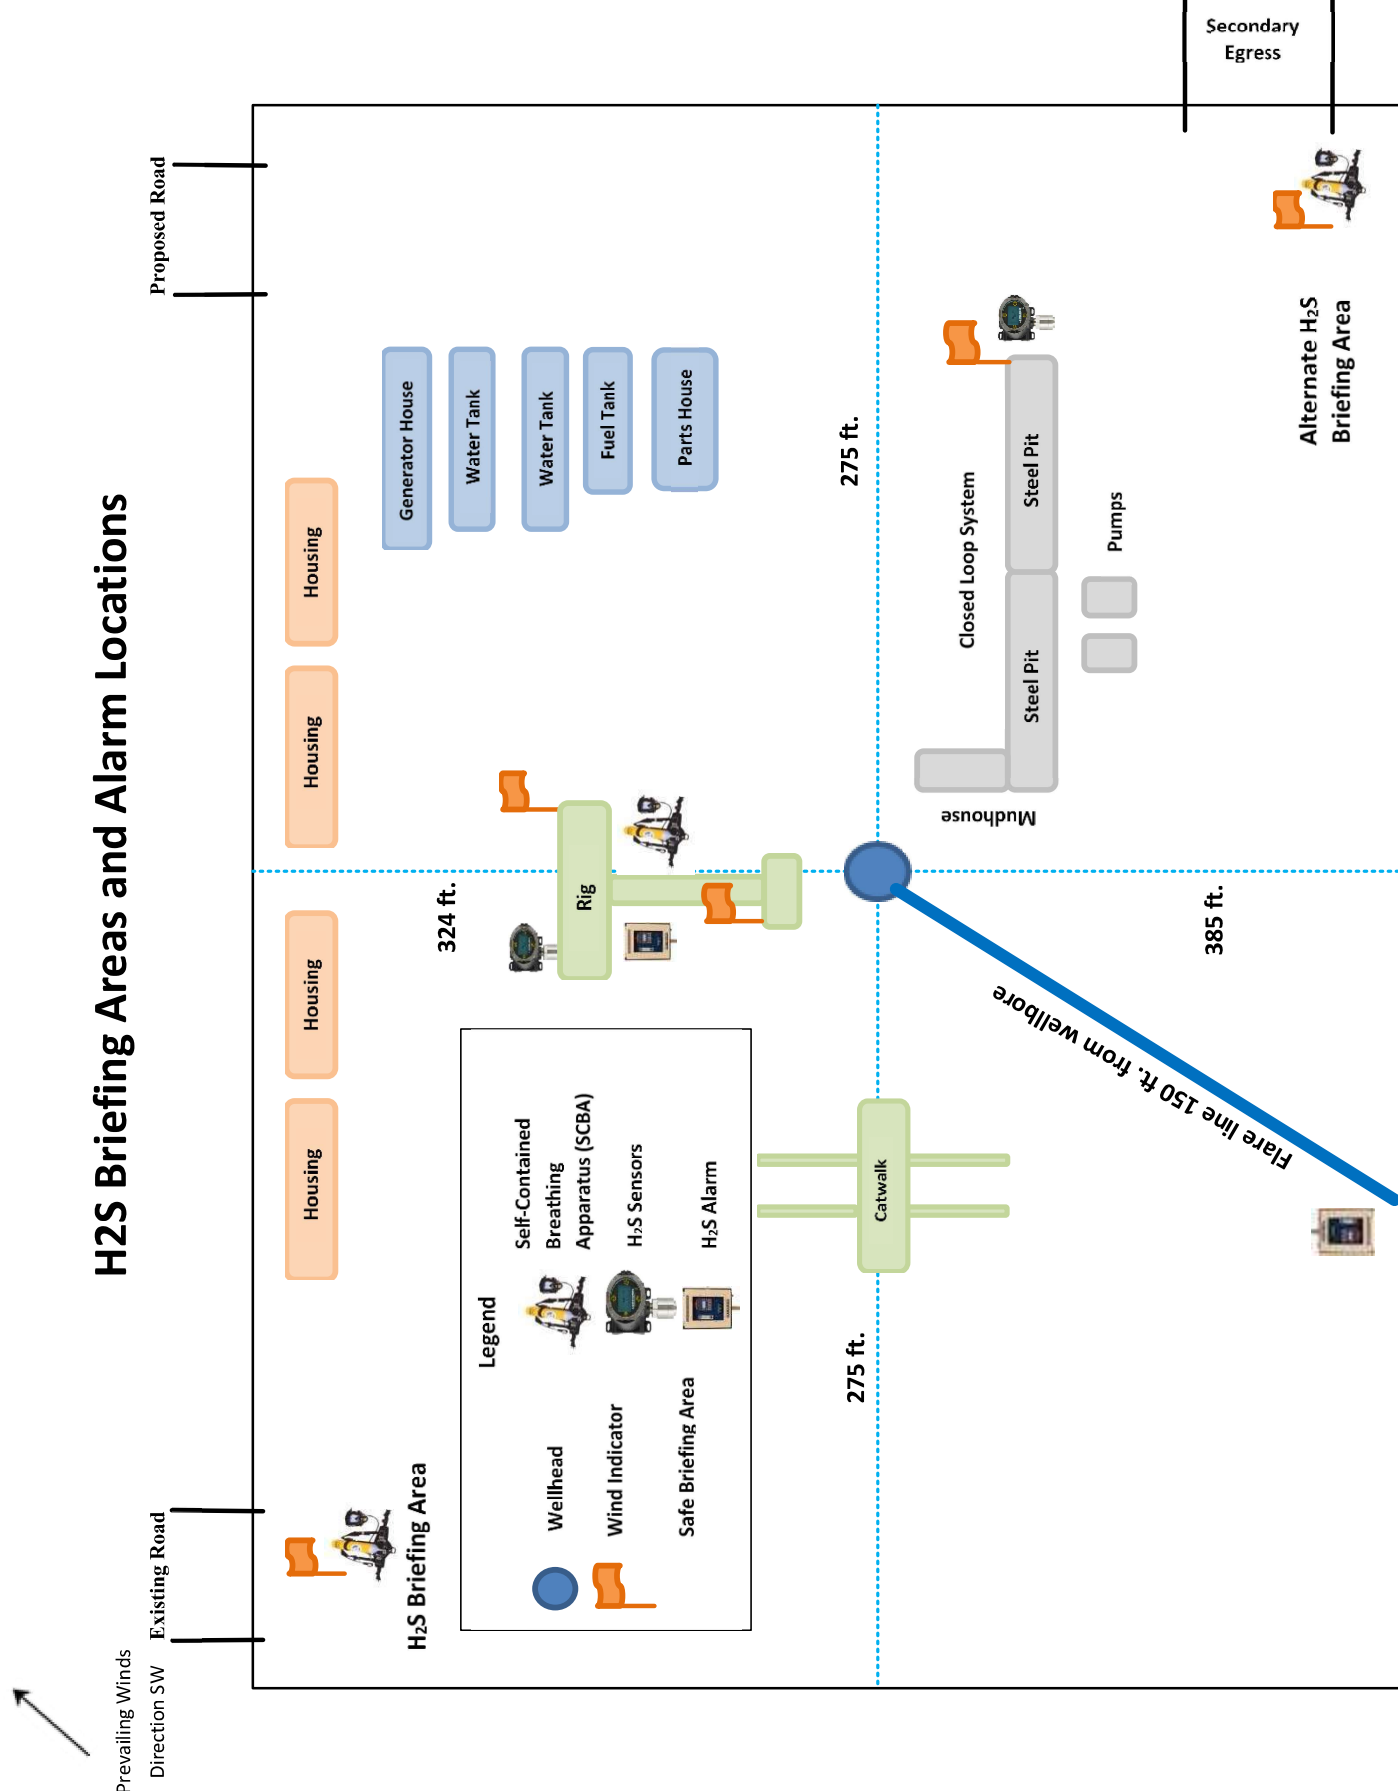 H2S Briefing Areas and Alarm Locations
Prevailing Winds
Direction SW
Existing Road
Proposed Road
Secondary
Egress
Housing
Housing
Housing
Housing
H₂S Briefing Area
Generator House
Water Tank
Water Tank
Fuel Tank
Parts House
324 ft.
Rig
Legend
Wellhead
Wind Indicator
Safe Briefing Area
Self-Contained
Breathing
Apparatus (SCBA)
H₂S Sensors
H₂S Alarm
275 ft.
275 ft.
Catwalk
Mudhouse
Closed Loop System
Steel Pit
Steel Pit
Pumps
385 ft.
Flare line 150 ft. from wellbore
Alternate H₂S
Briefing Area